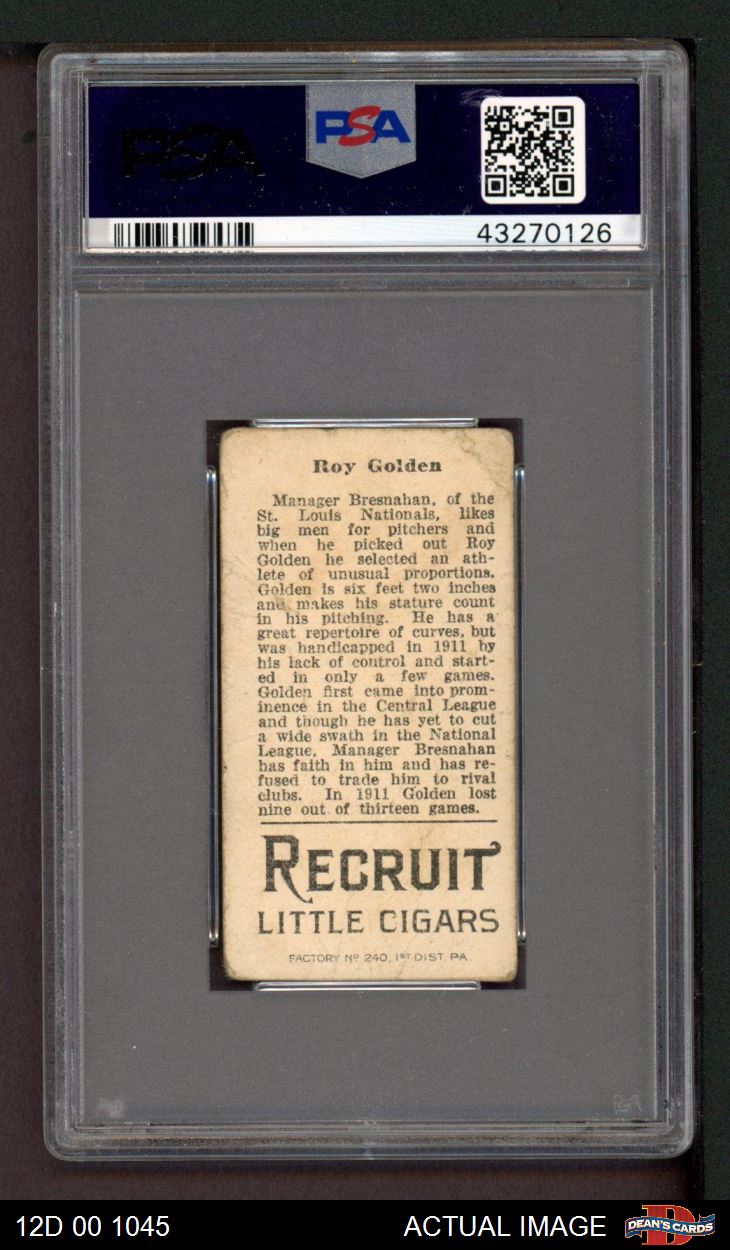 PSA
PSA
43270126
Roy Golden
Manager Bresnahan, of the
St. Louis Nationals, likes
big men for pitchers and
when he picked out Roy
Golden he selected an ath-
lete of unusual proportions.
Golden is six feet two inches
and makes his stature count
in his pitching. He has a
great repertoire of curves, but
was handicapped in 1911 by
his lack of control and start-
ed in only a few games.
Golden first came into prom-
inence in the Central League
and though he has yet to cut
a wide swath in the National
League, Manager Bresnahan
has faith in him and has re-
fused to trade him to rival
clubs. In 1911 Golden lost
nine out of thirteen games.
RECRUIT
LITTLE CIGARS
FACTORY Nº 240, 1ST DIST. PA.
PSA
12D 00 1045 ACTUAL IMAGE DEAN'S CARDS